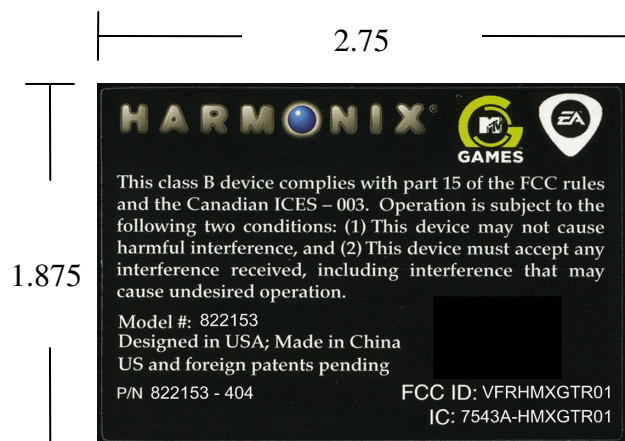 2.75
HARMONIX®
EA
MTV
GAMES
This class B device complies with part 15 of the FCC rules
and the Canadian ICES – 003. Operation is subject to the
following two conditions: (1) This device may not cause
harmful interference, and (2) This device must accept any
interference received, including interference that may
cause undesired operation.
1.875
Model #: 822153
Designed in USA; Made in China
US and foreign patents pending
P/N 822153 - 404
FCC ID: VFRHMXGTR01
IC: 7543A-HMXGTR01